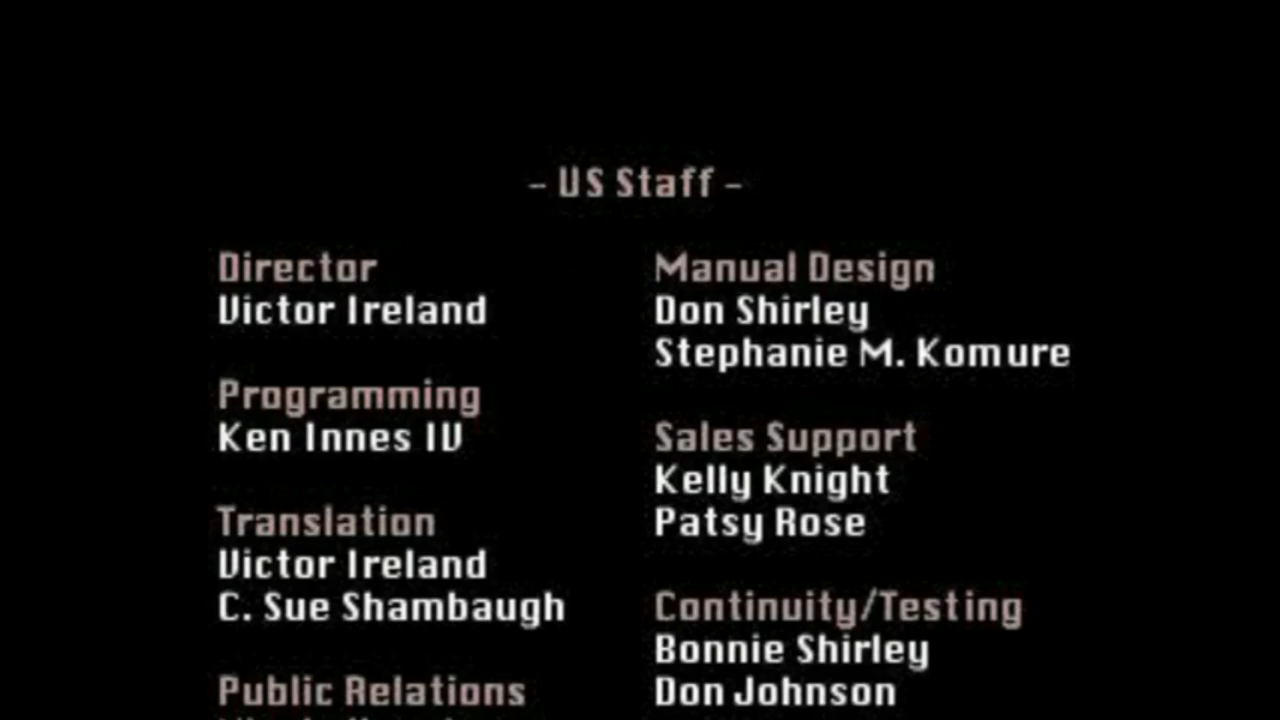 - US Staff -
Director
Victor Ireland
Programming
Ken Innes IV
Translation
Victor Ireland
C. Sue Shambaugh
Public Relations
Manual Design
Don Shirley
Stephanie M. Komure
Sales Support
Kelly Knight
Patsy Rose
Continuity/Testing
Bonnie Shirley
Don Johnson